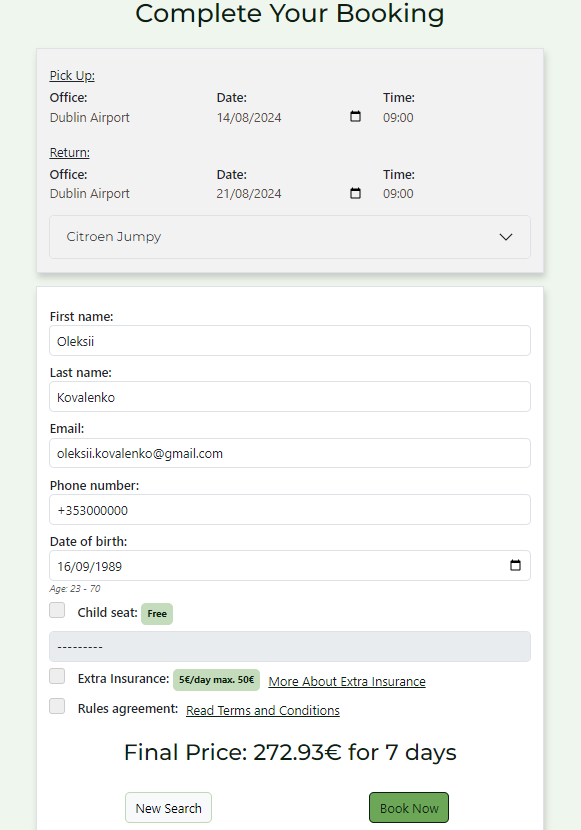 Complete Your Booking
Pick Up:
Office: Date: Time:
Dublin Airport 14/08/2024 09:00
Return:
Office: Date: Time:
Dublin Airport 21/08/2024 09:00
Citroen Jumpy
First name:
Oleksii
Last name:
Kovalenko
Email:
oleksii.kovalenko@gmail.com
Phone number:
+353000000
Date of birth:
16/09/1989
Age: 23 - 70
Child seat: Free
---------
Extra Insurance: 5€/day max. 50€ More About Extra Insurance
Rules agreement: Read Terms and Conditions
Final Price: 272.93€ for 7 days
New Search Book Now